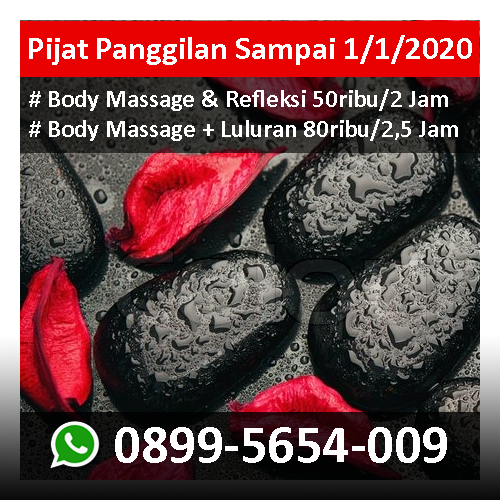 Pijat Panggilan Sampai 1/1/2020
# Body Massage & Refleksi 50ribu/2 Jam
# Body Massage + Luluran 80ribu/2,5 Jam
0899-5654-009